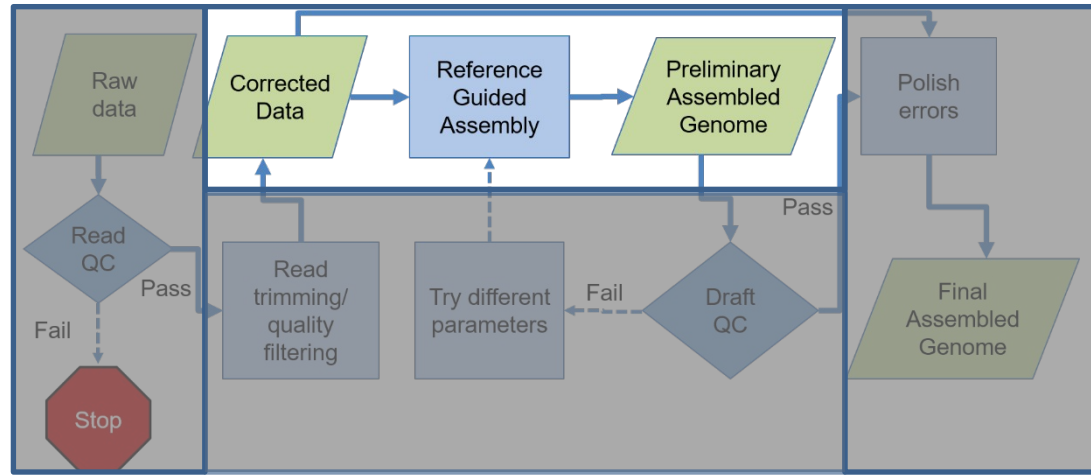 Raw
data
Read
QC
Pass
Fail
Stop
Corrected
Data
Reference
Guided
Assembly
Preliminary
Assembled
Genome
Read
trimming/
quality
filtering
Try different
parameters
Fail
Draft
QC
Pass
Polish
errors
Final
Assembled
Genome